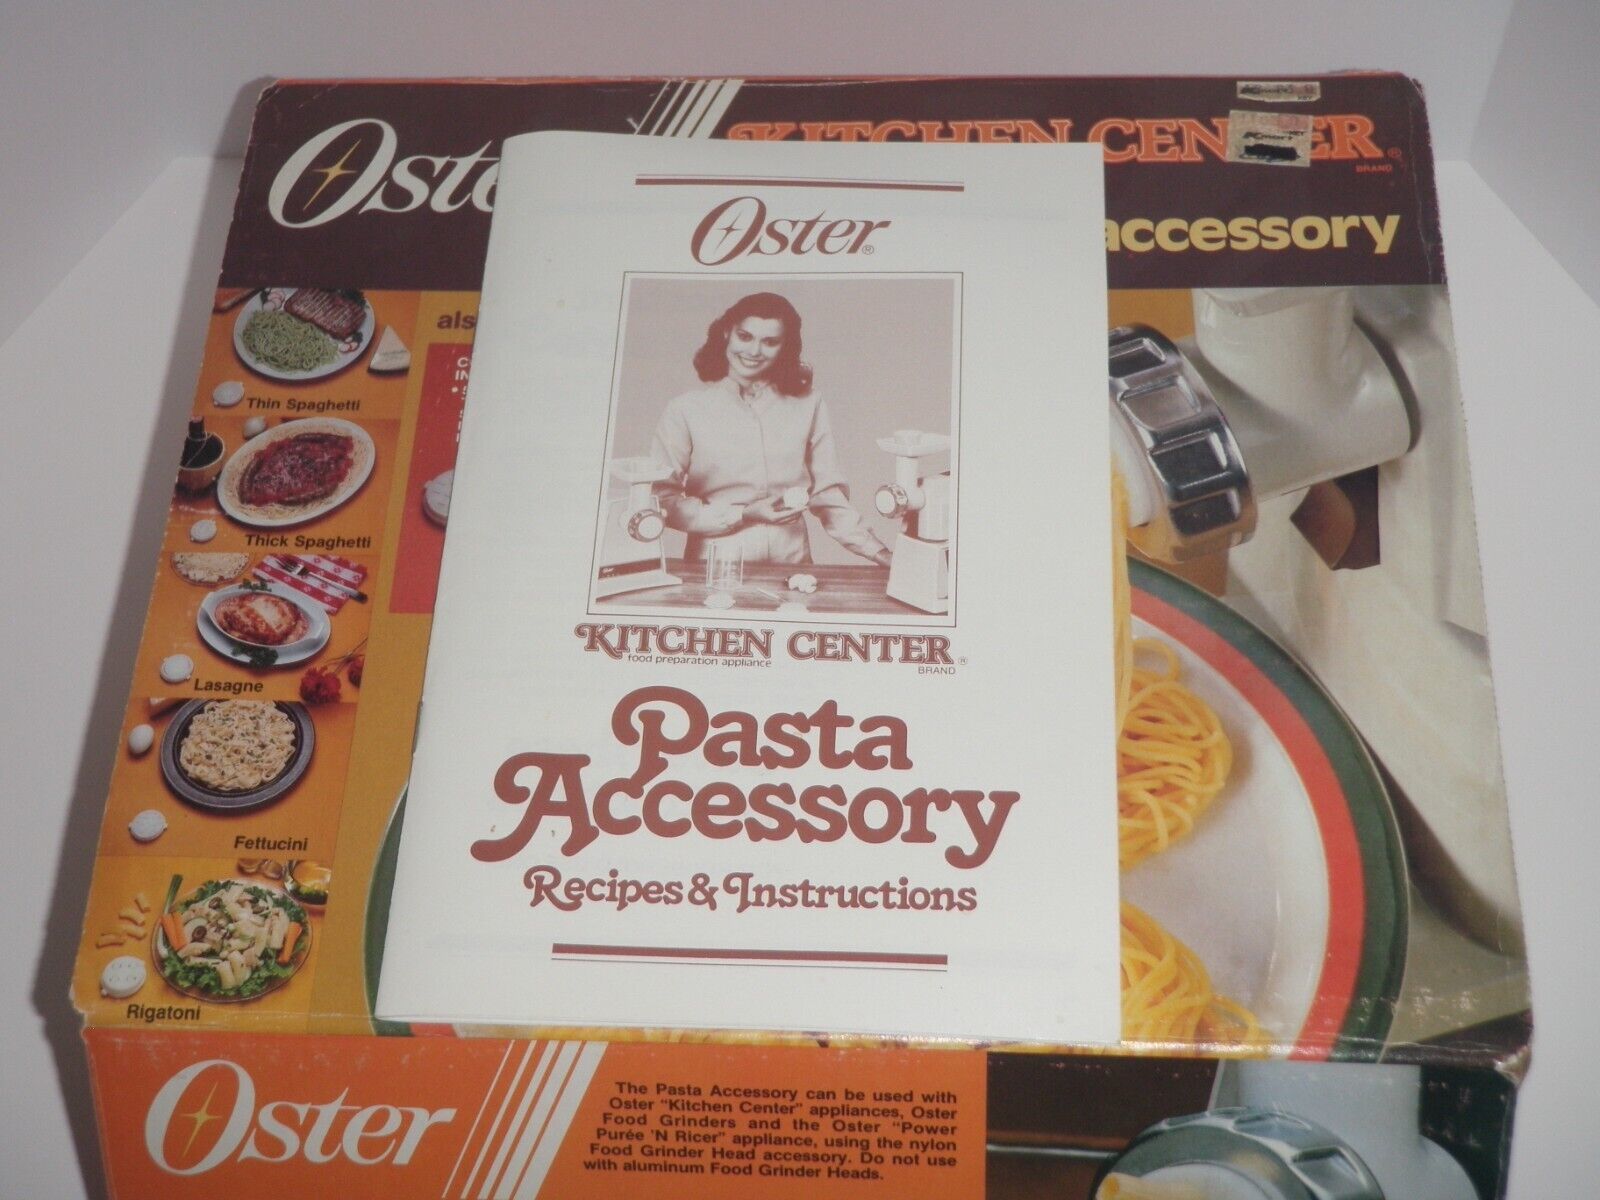 Oster
KITCHEN CENTER®
BRAND
accessory
Thin Spaghetti
Thick Spaghetti
Lasagne
Fettucini
Rigatoni
Oster®
KITCHEN CENTER®
food preparation appliance
BRAND
Pasta
Accessory
Recipes & Instructions
Oster
The Pasta Accessory can be used with
Oster "Kitchen Center" appliances, Oster
Food Grinders and the Oster "Power
Purée 'N Ricer" appliance, using the nylon
Food Grinder Head accessory. Do not use
with aluminum Food Grinder Heads.